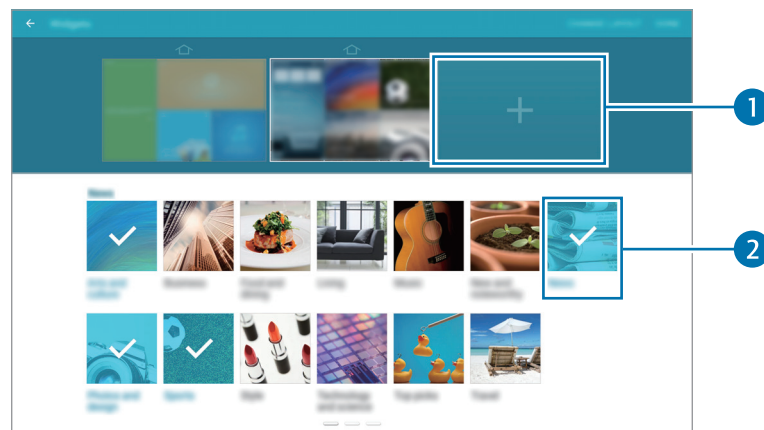 Widgets
1
News
2
Arts and Business Food and Living Music New and News
culture dining noteworthy
Photos and Sports Style Technology Top picks Travel
design and science